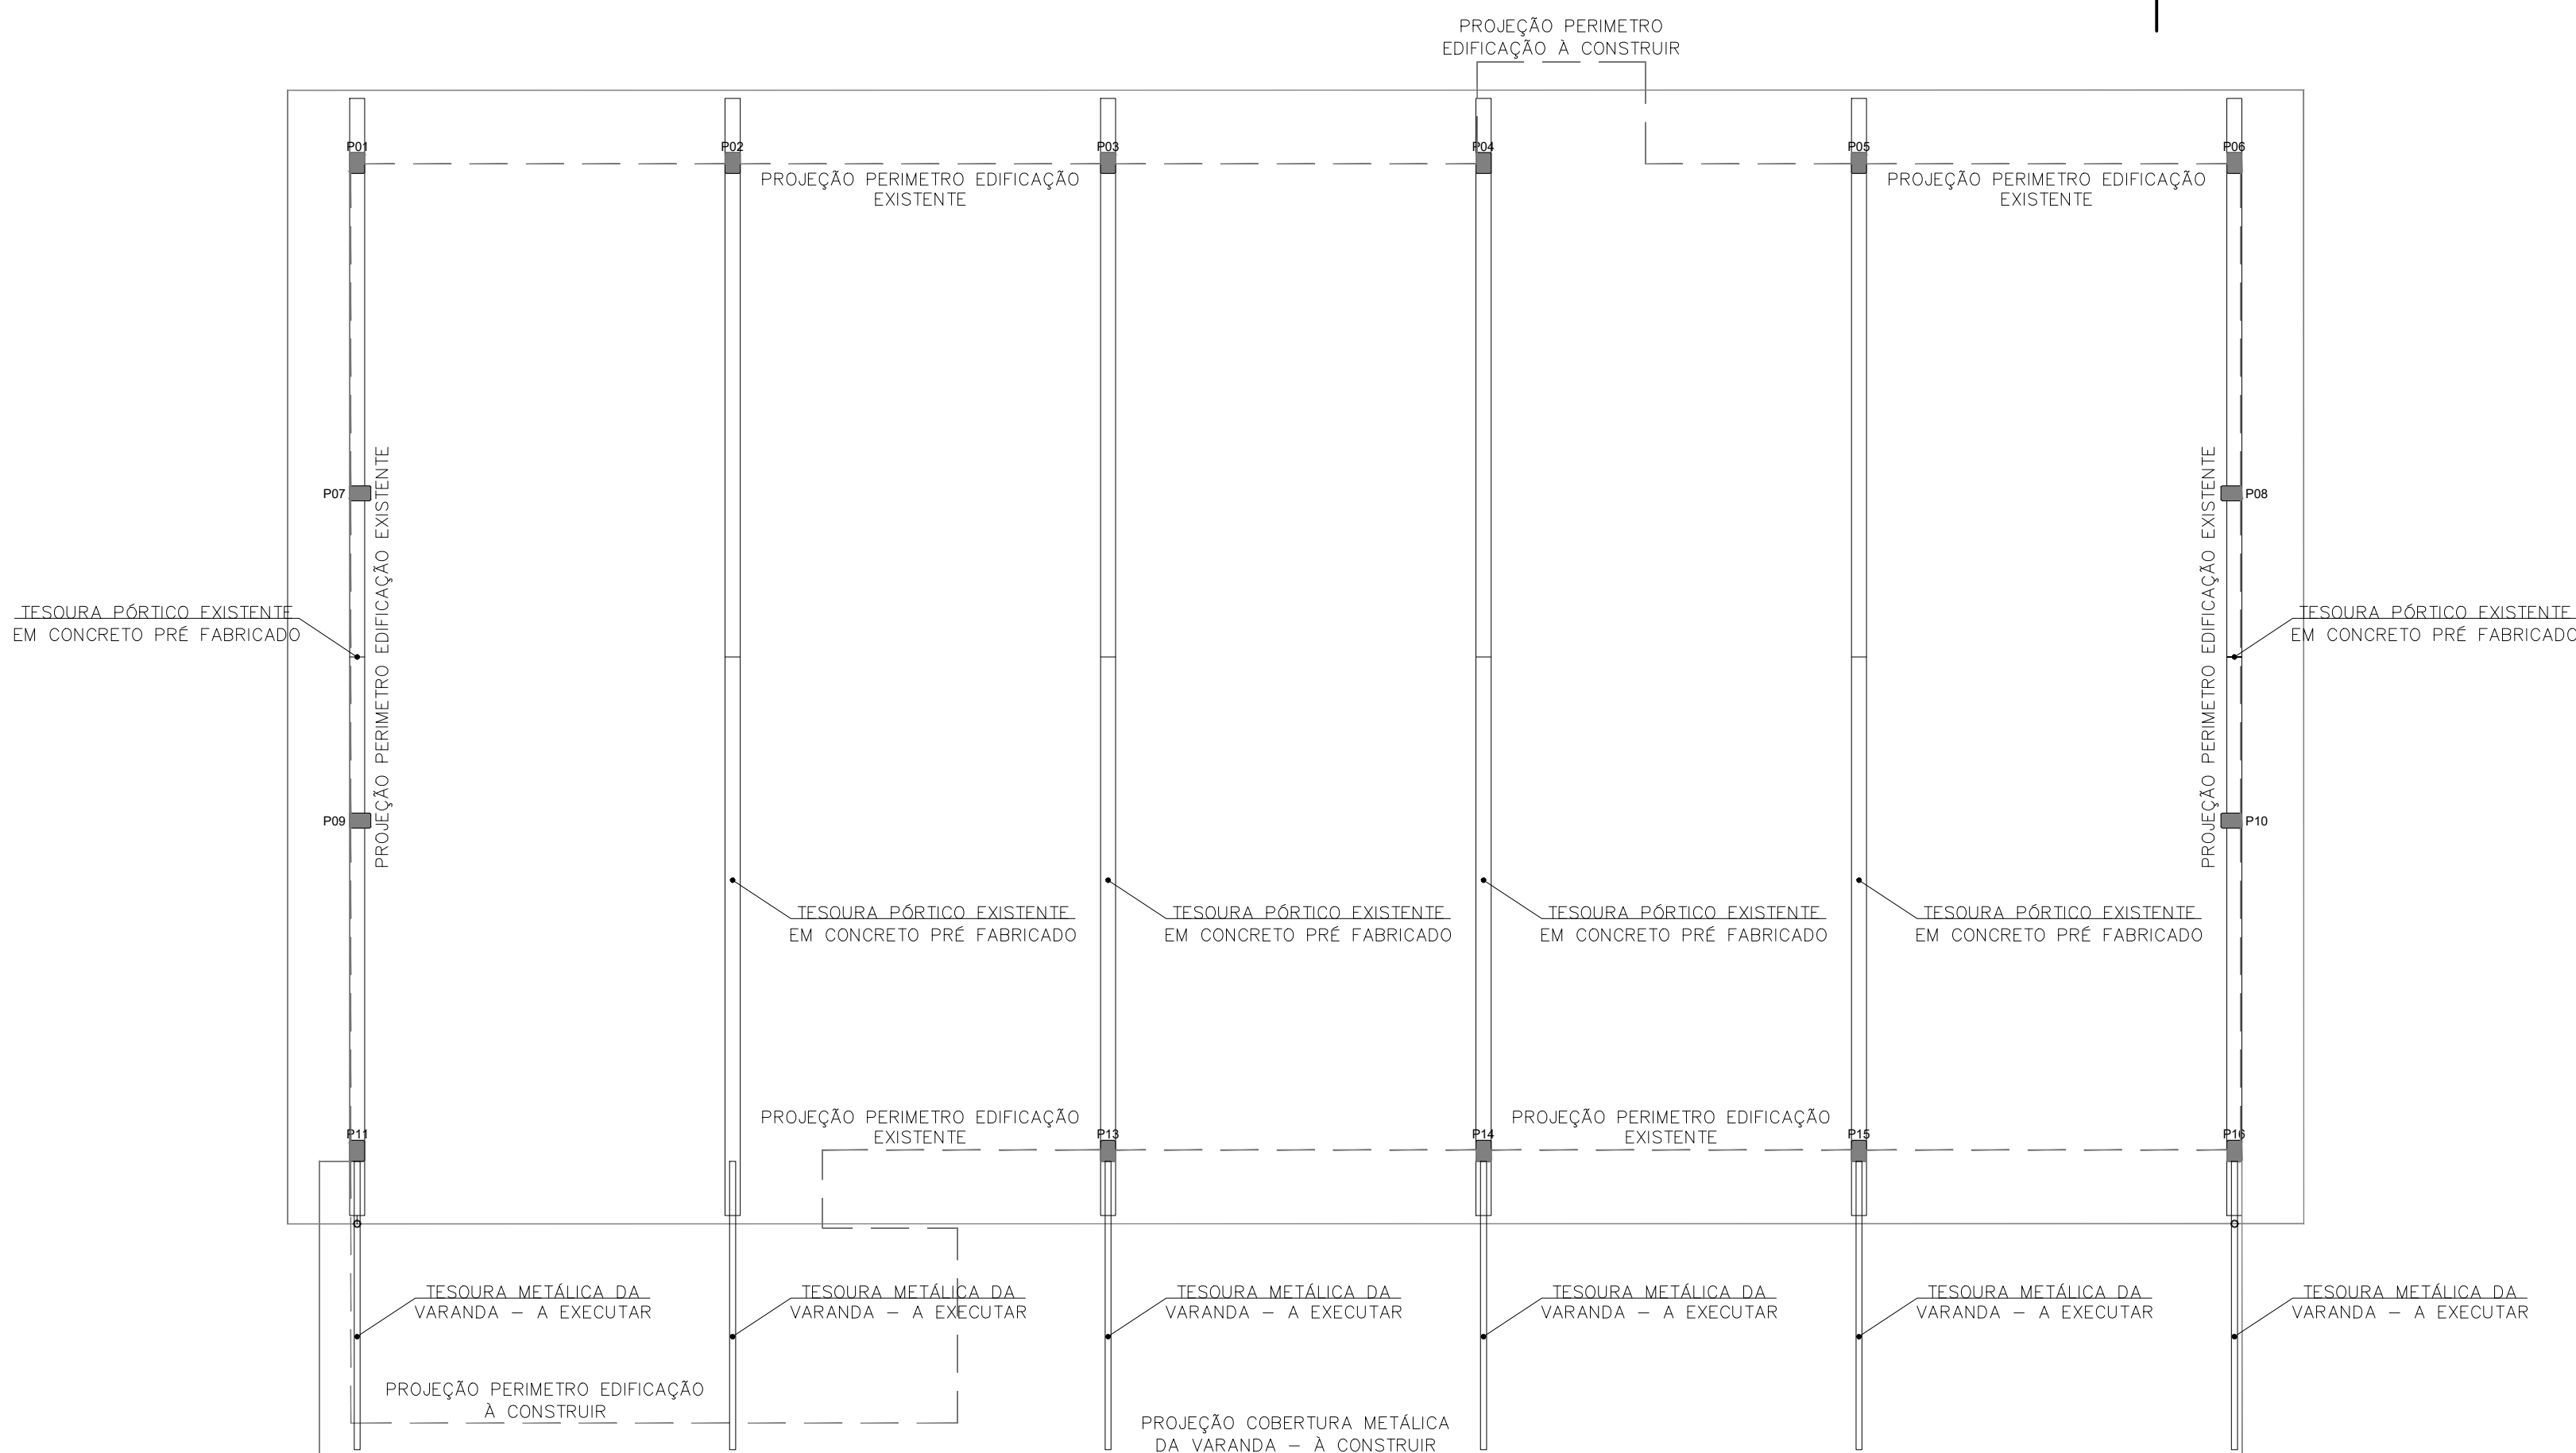 PROJEÇÃO PERIMETRO
EDIFICAÇÃO À CONSTRUIR
P01
P02
P03
P04
P05
P06
PROJEÇÃO PERIMETRO EDIFICAÇÃO
EXISTENTE
PROJEÇÃO PERIMETRO EDIFICAÇÃO
EXISTENTE
P07
PROJEÇÃO PERIMETRO EDIFICAÇÃO EXISTENTE
PROJEÇÃO PERIMETRO EDIFICAÇÃO EXISTENTE
P08
TESOURA PÓRTICO EXISTENTE
EM CONCRETO PRÉ FABRICADO
TESOURA PÓRTICO EXISTENTE
EM CONCRETO PRÉ FABRICADO
P09
P10
TESOURA PÓRTICO EXISTENTE
EM CONCRETO PRÉ FABRICADO
TESOURA PÓRTICO EXISTENTE
EM CONCRETO PRÉ FABRICADO
TESOURA PÓRTICO EXISTENTE
EM CONCRETO PRÉ FABRICADO
TESOURA PÓRTICO EXISTENTE
EM CONCRETO PRÉ FABRICADO
PROJEÇÃO PERIMETRO EDIFICAÇÃO
EXISTENTE
PROJEÇÃO PERIMETRO EDIFICAÇÃO
EXISTENTE
P11
P13
P14
P15
P16
TESOURA METÁLICA DA
VARANDA – A EXECUTAR
TESOURA METÁLICA DA
VARANDA – A EXECUTAR
TESOURA METÁLICA DA
VARANDA – A EXECUTAR
TESOURA METÁLICA DA
VARANDA – A EXECUTAR
TESOURA METÁLICA DA
VARANDA – A EXECUTAR
TESOURA METÁLICA DA
VARANDA – A EXECUTAR
PROJEÇÃO PERIMETRO EDIFICAÇÃO
À CONSTRUIR
PROJEÇÃO COBERTURA METÁLICA
DA VARANDA – À CONSTRUIR